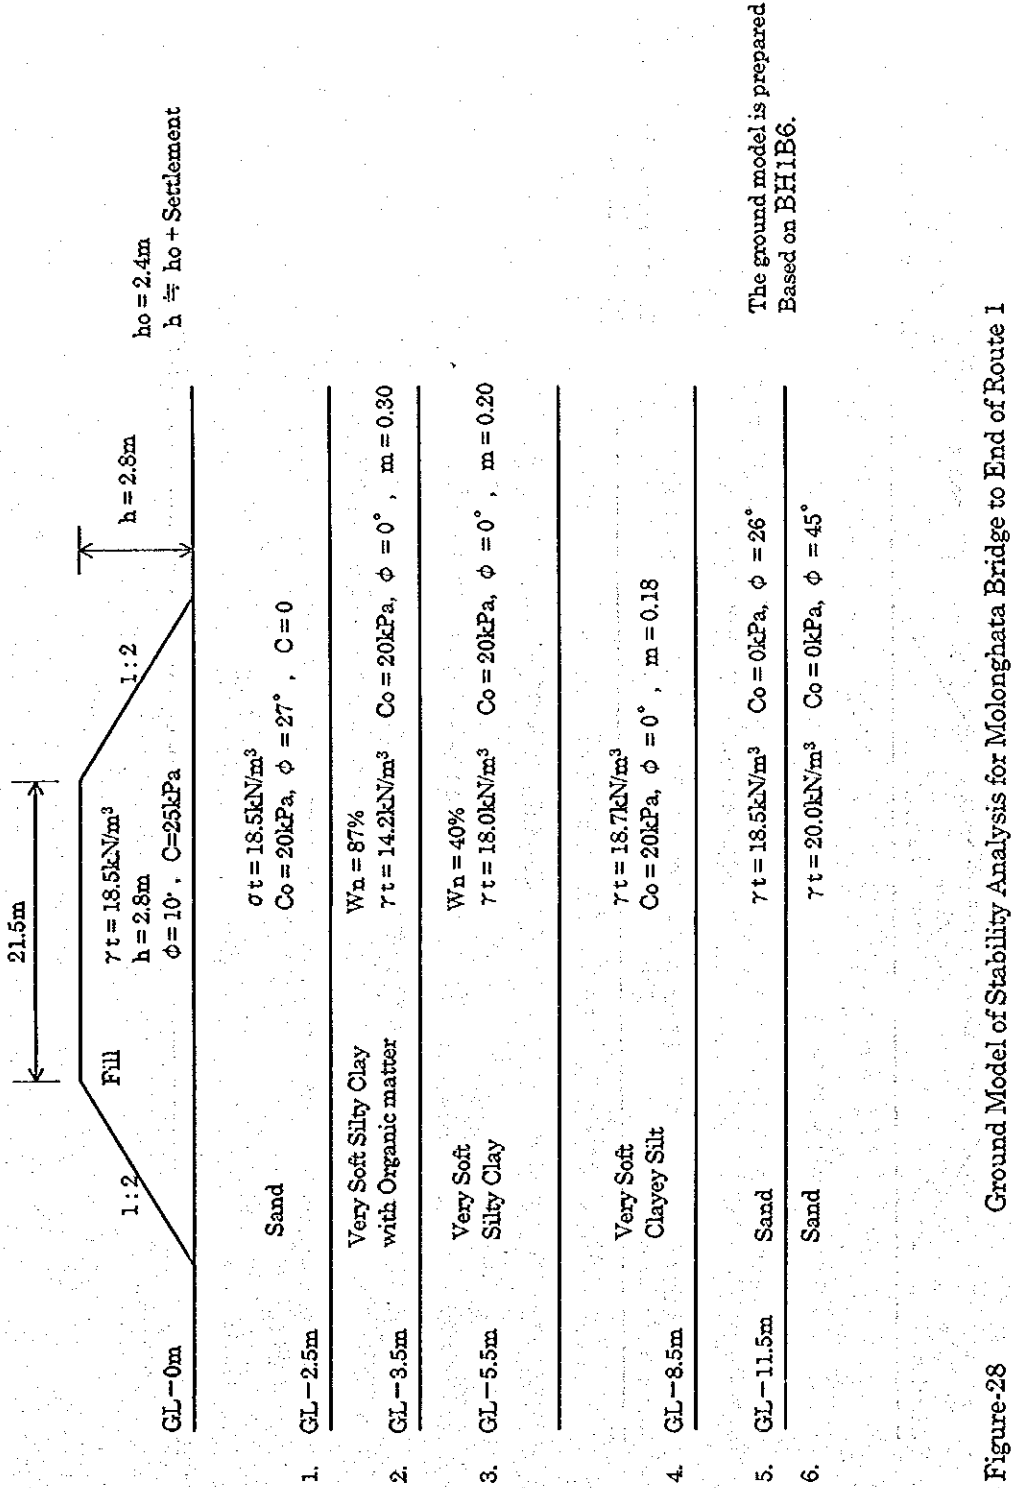 21.5m
Fill
γt=18.5kN/m³
h=2.8m
φ=10°, C=25kPa
1:2
1:2
h=2.8m
ho=2.4m
h ≒ ho+Settlement
GL-0m
1.
GL-2.5m
Sand
σt=18.5kN/m³
Co=20kPa, φ=27°, C=0
2.
GL-3.5m
Very Soft Silty Clay
with Organic matter
Wn=87%
γt=14.2kN/m³ Co=20kPa, φ=0°, m=0.30
3.
GL-5.5m
Very Soft
Silty Clay
Wn=40%
γt=18.0kN/m³ Co=20kPa, φ=0°, m=0.20
4.
GL-8.5m
Very Soft
Clayey Silt
γt=18.7kN/m³
Co=20kPa, φ=0°, m=0.18
5.
GL-11.5m
Sand
γt=18.5kN/m³ Co=0kPa, φ=26°
6.
Sand
γt=20.0kN/m³ Co=0kPa, φ=45°
The ground model is prepared
Based on BH1B6.
Figure-28 Ground Model of Stability Analysis for Molonghata Bridge to End of Route 1